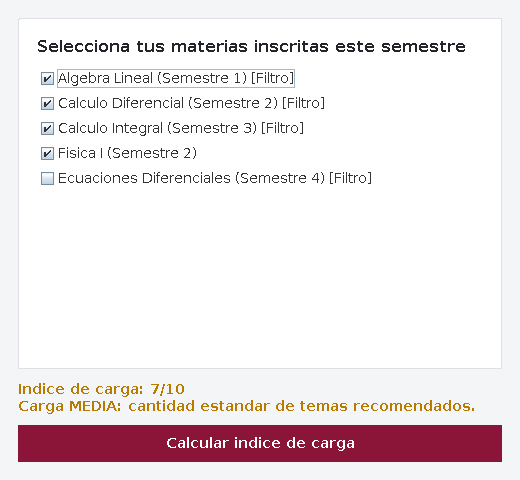 Selecciona tus materias inscritas este semestre
Algebra Lineal (Semestre 1) [Filtro]
Calculo Diferencial (Semestre 2) [Filtro]
Calculo Integral (Semestre 3) [Filtro]
Fisica I (Semestre 2)
Ecuaciones Diferenciales (Semestre 4) [Filtro]
Indice de carga: 7/10
Carga MEDIA: cantidad estandar de temas recomendados.
Calcular indice de carga